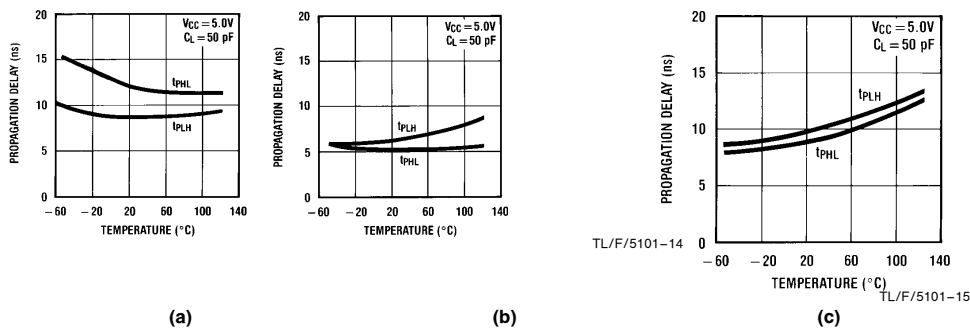 20
15
10
5
0
PROPAGATION DELAY (ns)
VCC = 5.0V
CL = 50 pF
tPHL
tPLH
−60 −20 20 60 100 140
TEMPERATURE (°C)
(a)
20
15
10
5
0
PROPAGATION DELAY (ns)
VCC = 5.0V
CL = 50 pF
tPLH
tPHL
−60 −20 20 60 100 140
TEMPERATURE (°C)
(b)
20
15
10
5
0
PROPAGATION DELAY (ns)
VCC = 5.0V
CL = 50 pF
tPLH
tPHL
TL/F/5101–14
−60 −20 20 60 100 140
TEMPERATURE (°C)
TL/F/5101–15
(c)